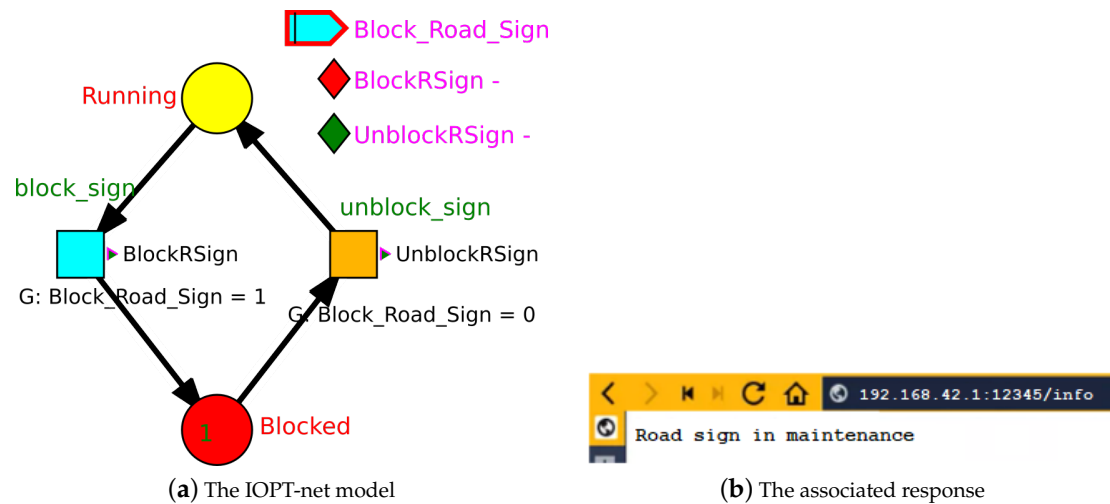 Block_Road_Sign
BlockRSign -
UnblockRSign -
Running
block_sign
unblock_sign
BlockRSign
UnblockRSign
G: Block_Road_Sign = 1
G: Block_Road_Sign = 0
1
Blocked
192.168.42.1:12345/info
Road sign in maintenance
(a) The IOPT-net model
(b) The associated response